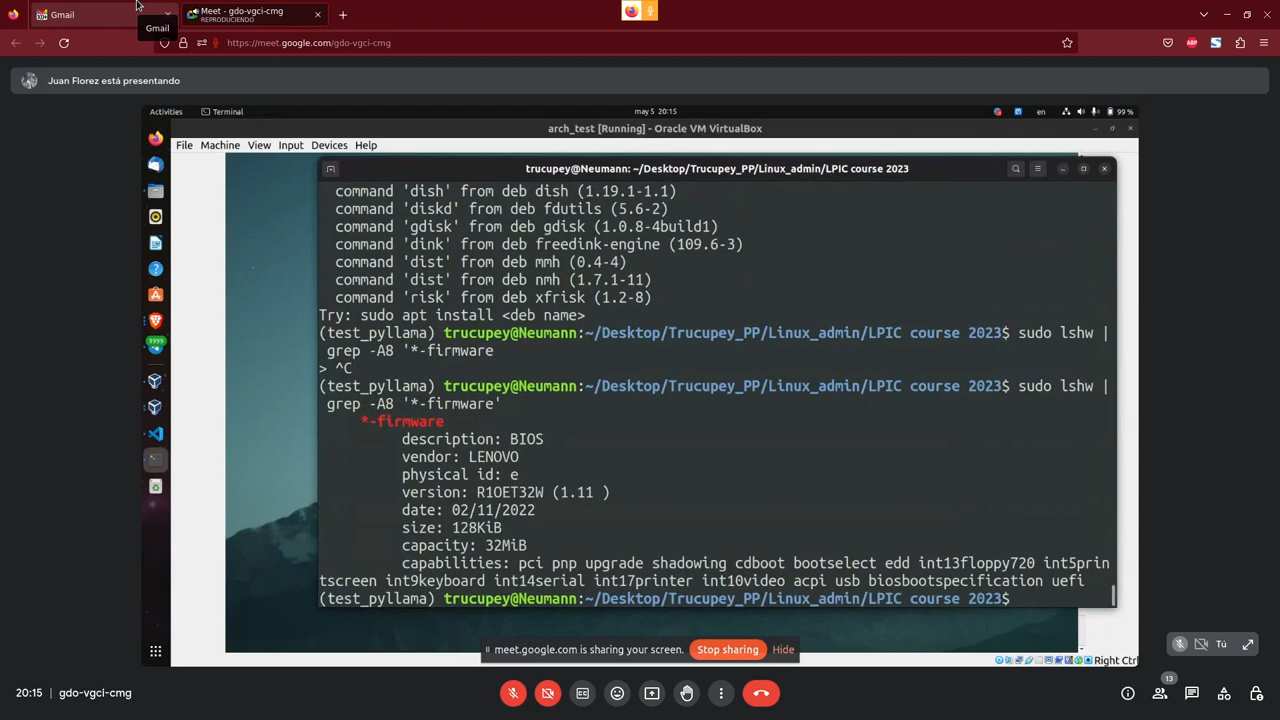 Gmail
Meet - gdo-vgci-cmg
REPRODUCIENDO
Gmail
https://meet.google.com/gdo-vgci-cmg
ABP
S
Juan Florez está presentando
Activities
Terminal
may 5 20:15
en
99 %
arch_test [Running] - Oracle VM VirtualBox
File Machine View Input Devices Help
trucupey@Neumann: ~/Desktop/Trucupey_PP/Linux_admin/LPIC course 2023
command 'dish' from deb dish (1.19.1-1.1)
command 'diskd' from deb fdutils (5.6-2)
command 'gdisk' from deb gdisk (1.0.8-4build1)
command 'dink' from deb freedink-engine (109.6-3)
command 'dist' from deb mmh (0.4-4)
command 'dist' from deb nmh (1.7.1-11)
command 'risk' from deb xfrisk (1.2-8)
Try: sudo apt install <deb name>
(test_pyllama) trucupey@Neumann:~/Desktop/Trucupey_PP/Linux_admin/LPIC course 2023$ sudo lshw |
grep -A8 '*-firmware
> ^C
(test_pyllama) trucupey@Neumann:~/Desktop/Trucupey_PP/Linux_admin/LPIC course 2023$ sudo lshw |
grep -A8 '*-firmware'
*-firmware
description: BIOS
vendor: LENOVO
physical id: e
version: R1OET32W (1.11 )
date: 02/11/2022
size: 128KiB
capacity: 32MiB
capabilities: pci pnp upgrade shadowing cdboot bootselect edd int13floppy720 int5prin
tscreen int9keyboard int14serial int17printer int10video acpi usb biosbootspecification uefi
(test_pyllama) trucupey@Neumann:~/Desktop/Trucupey_PP/Linux_admin/LPIC course 2023$
meet.google.com is sharing your screen.
Stop sharing
Hide
Tú
Right Ctrl
20:15
gdo-vgci-cmg
13